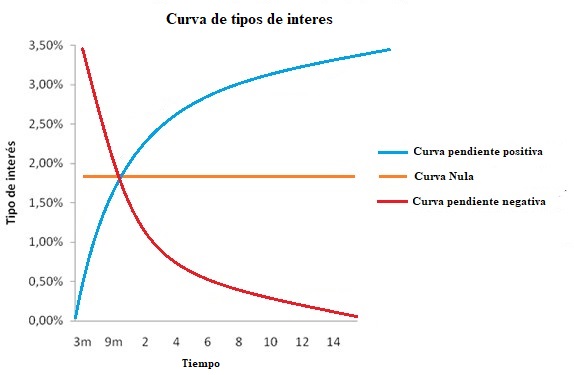 Curva de tipos de interes
3,50%
3,00%
2,50%
2,00%
1,50%
1,00%
0,50%
0,00%
Tipo de interés
3m 9m 2 4 6 8 10 12 14
Tiempo
Curva pendiente positiva
Curva Nula
Curva pendiente negativa